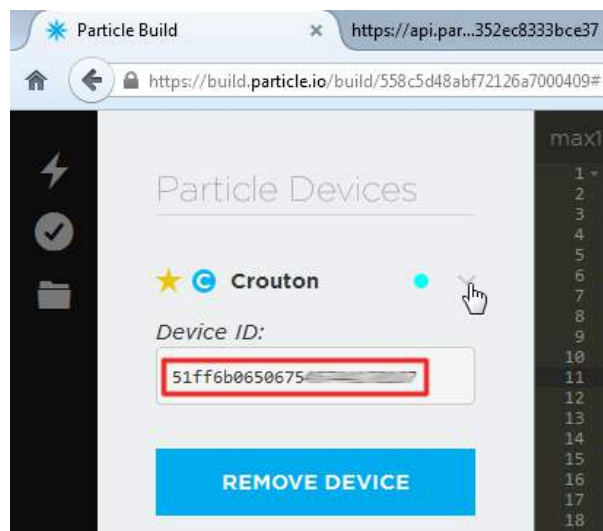 Particle Build × https://api.par...352ec8333bce37
https://build.particle.io/build/558c5d48abf72126a7000409#
max1
Particle Devices
C Crouton
Device ID:
51ff6b0650675 7
REMOVE DEVICE
1
2
3
4
5
6
7
8
9
10
11
12
13
14
15
16
17
18